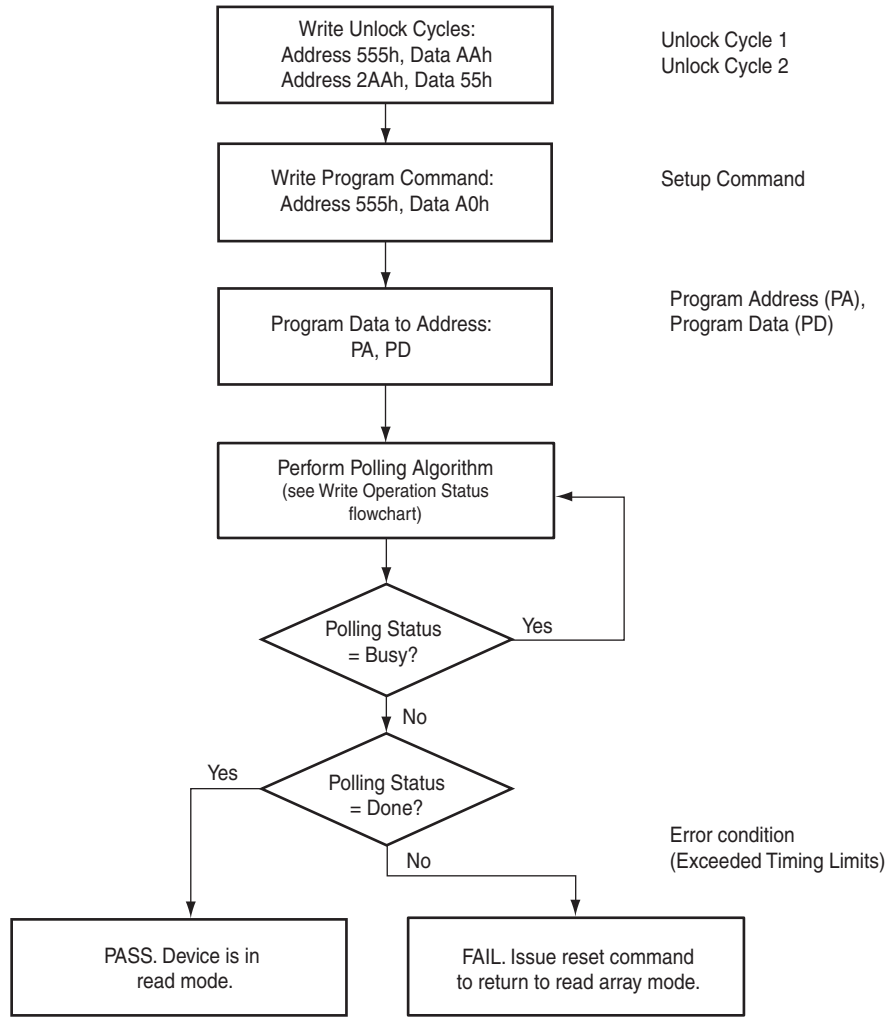 Write Unlock Cycles:
Address 555h, Data AAh
Address 2AAh, Data 55h
Unlock Cycle 1
Unlock Cycle 2
Write Program Command:
Address 555h, Data A0h
Setup Command
Program Data to Address:
PA, PD
Program Address (PA),
Program Data (PD)
Perform Polling Algorithm
(see Write Operation Status
flowchart)
Polling Status
= Busy?
Yes
No
Polling Status
= Done?
Yes
No
Error condition
(Exceeded Timing Limits)
PASS. Device is in
read mode.
FAIL. Issue reset command
to return to read array mode.